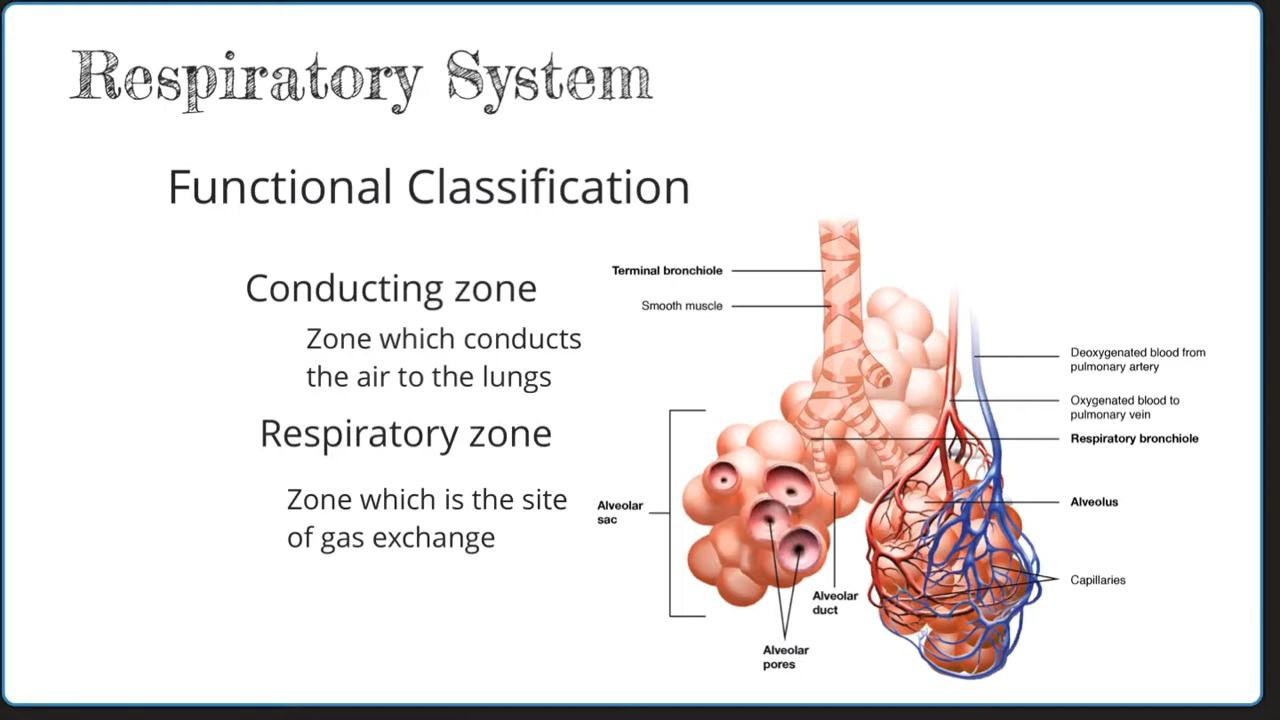 Respiratory System
Functional Classification
Conducting zone
Zone which conducts
the air to the lungs
Respiratory zone
Zone which is the site
of gas exchange
Terminal bronchiole
Smooth muscle
Deoxygenated blood from
pulmonary artery
Oxygenated blood to
pulmonary vein
Respiratory bronchiole
Alveolar
sac
Alveolus
Capillaries
Alveolar
duct
Alveolar
pores